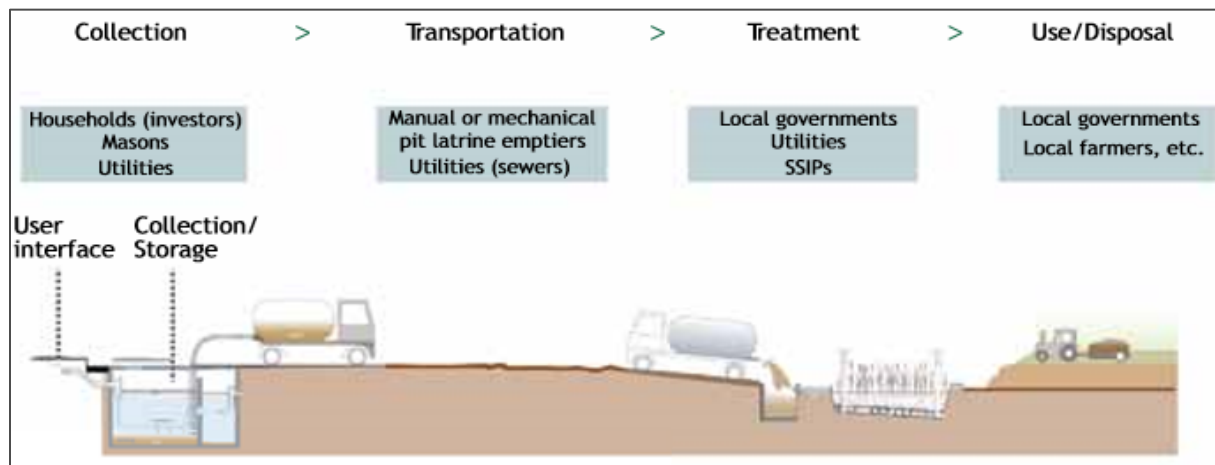 Collection > Transportation > Treatment > Use/Disposal
Households (investors)
Masons
Utilities
Manual or mechanical
pit latrine emptiers
Utilities (sewers)
Local governments
Utilities
SSIPs
Local governments
Local farmers, etc.
User
interface
Collection/
Storage